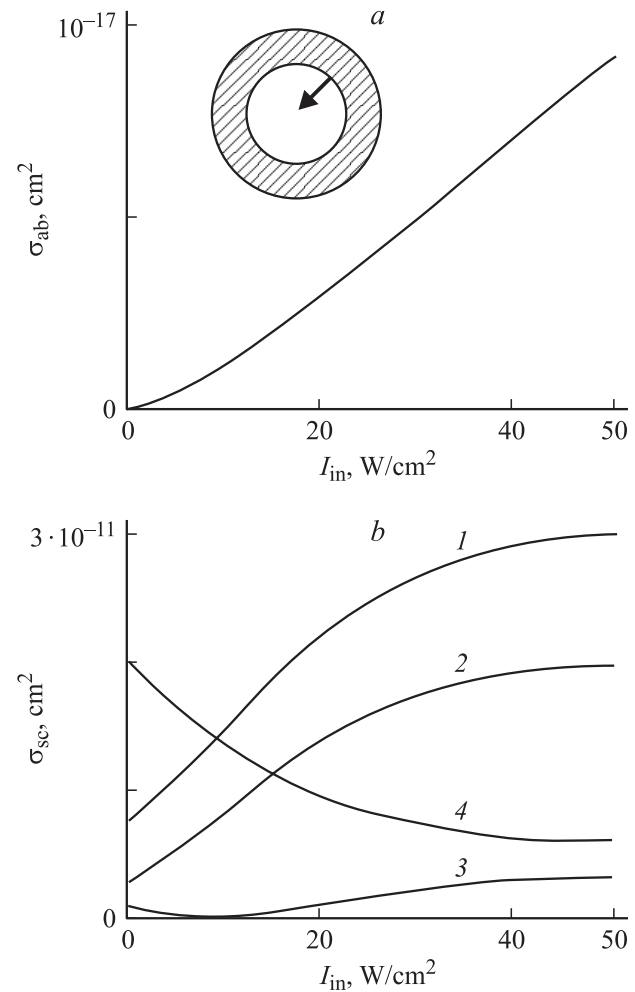 a
10⁻¹⁷
σab, cm²
0
0 20 40 50
Iin, W/cm²
b
3 · 10⁻¹¹
1
2
σsc, cm²
4
3
0
0 20 40 50
Iin, W/cm²